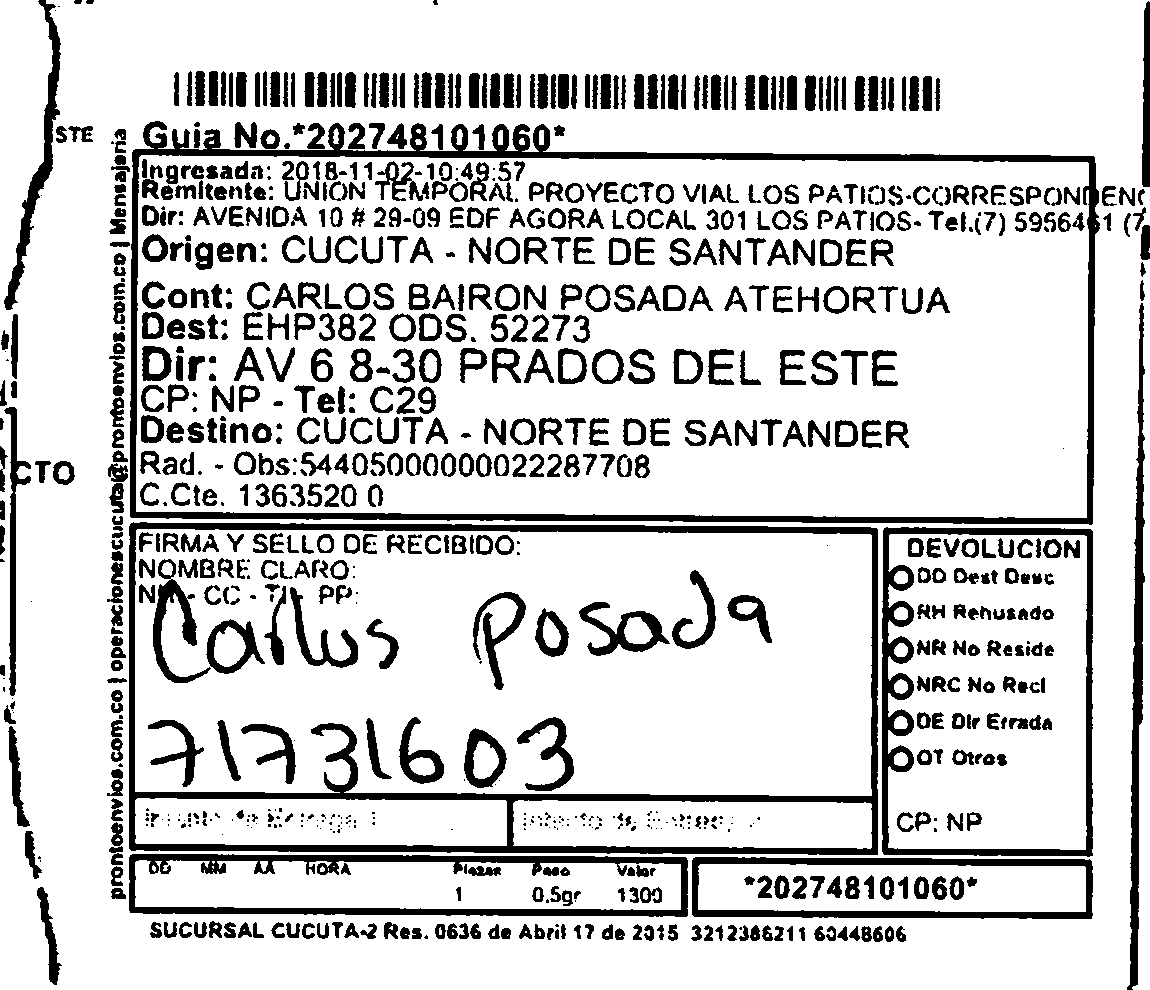 STE
Guia No.*202748101060*
Ingresada: 2018-11-02-10:49:57
Remitente: UNION TEMPORAL PROYECTO VIAL LOS PATIOS-CORRESPONDENC
Dir: AVENIDA 10 # 29-09 EDF AGORA LOCAL 301 LOS PATIOS- Tel.(7) 5956461 (7
Origen: CUCUTA - NORTE DE SANTANDER
Cont: CARLOS BAIRON POSADA ATEHORTUA
Dest: EHP382 ODS. 52273
Dir: AV 6 8-30 PRADOS DEL ESTE
CP: NP - Tel: C29
Destino: CUCUTA - NORTE DE SANTANDER
Rad. - Obs:54405000000022287708
C.Cte. 1363520 0
CTO
prontoenvios.com.co | operacionescucuta@prontoenvios.com.co | Mensajeria
FIRMA Y SELLO DE RECIBIDO:
NOMBRE CLARO:
CC - TI - PP:
Carlos Posada
71731603
DEVOLUCION
DD Dest Desc
RH Rehusado
NR No Reside
NRC No Recl
DE Dir Errada
OT Otros
CP: NP
DD MM AA HORA
Piezas Peso Valor
1 0,5gr 1300
*202748101060*
SUCURSAL CUCUTA-2 Res. 0636 de Abril 17 de 2015 3212386211 60448606